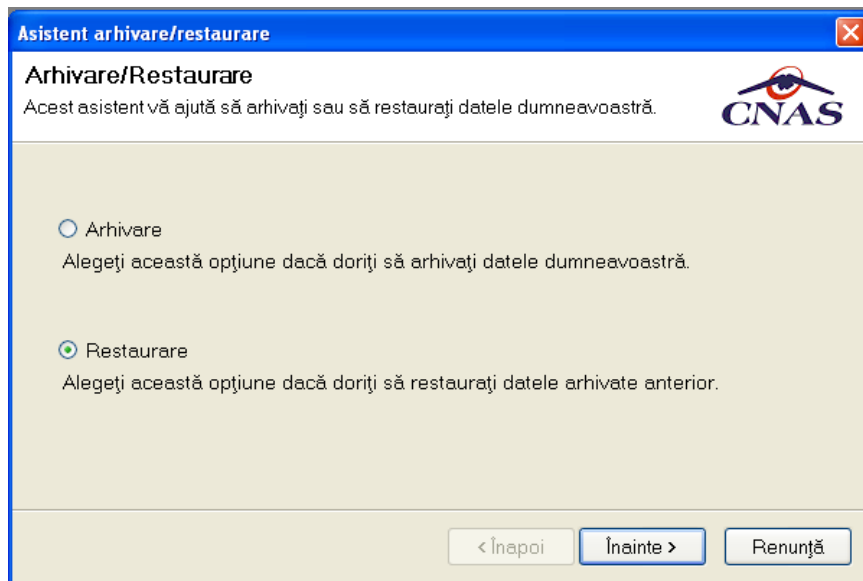 Asistent arhivare/restaurare
Arhivare/Restaurare
Acest asistent vă ajută să arhivaţi sau să restauraţi datele dumneavoastră.
CNAS
Arhivare
Alegeţi această opţiune dacă doriţi să arhivaţi datele dumneavoastră.
Restaurare
Alegeţi această opţiune dacă doriţi să restauraţi datele arhivate anterior.
< Înapoi
Înainte >
Renunţă